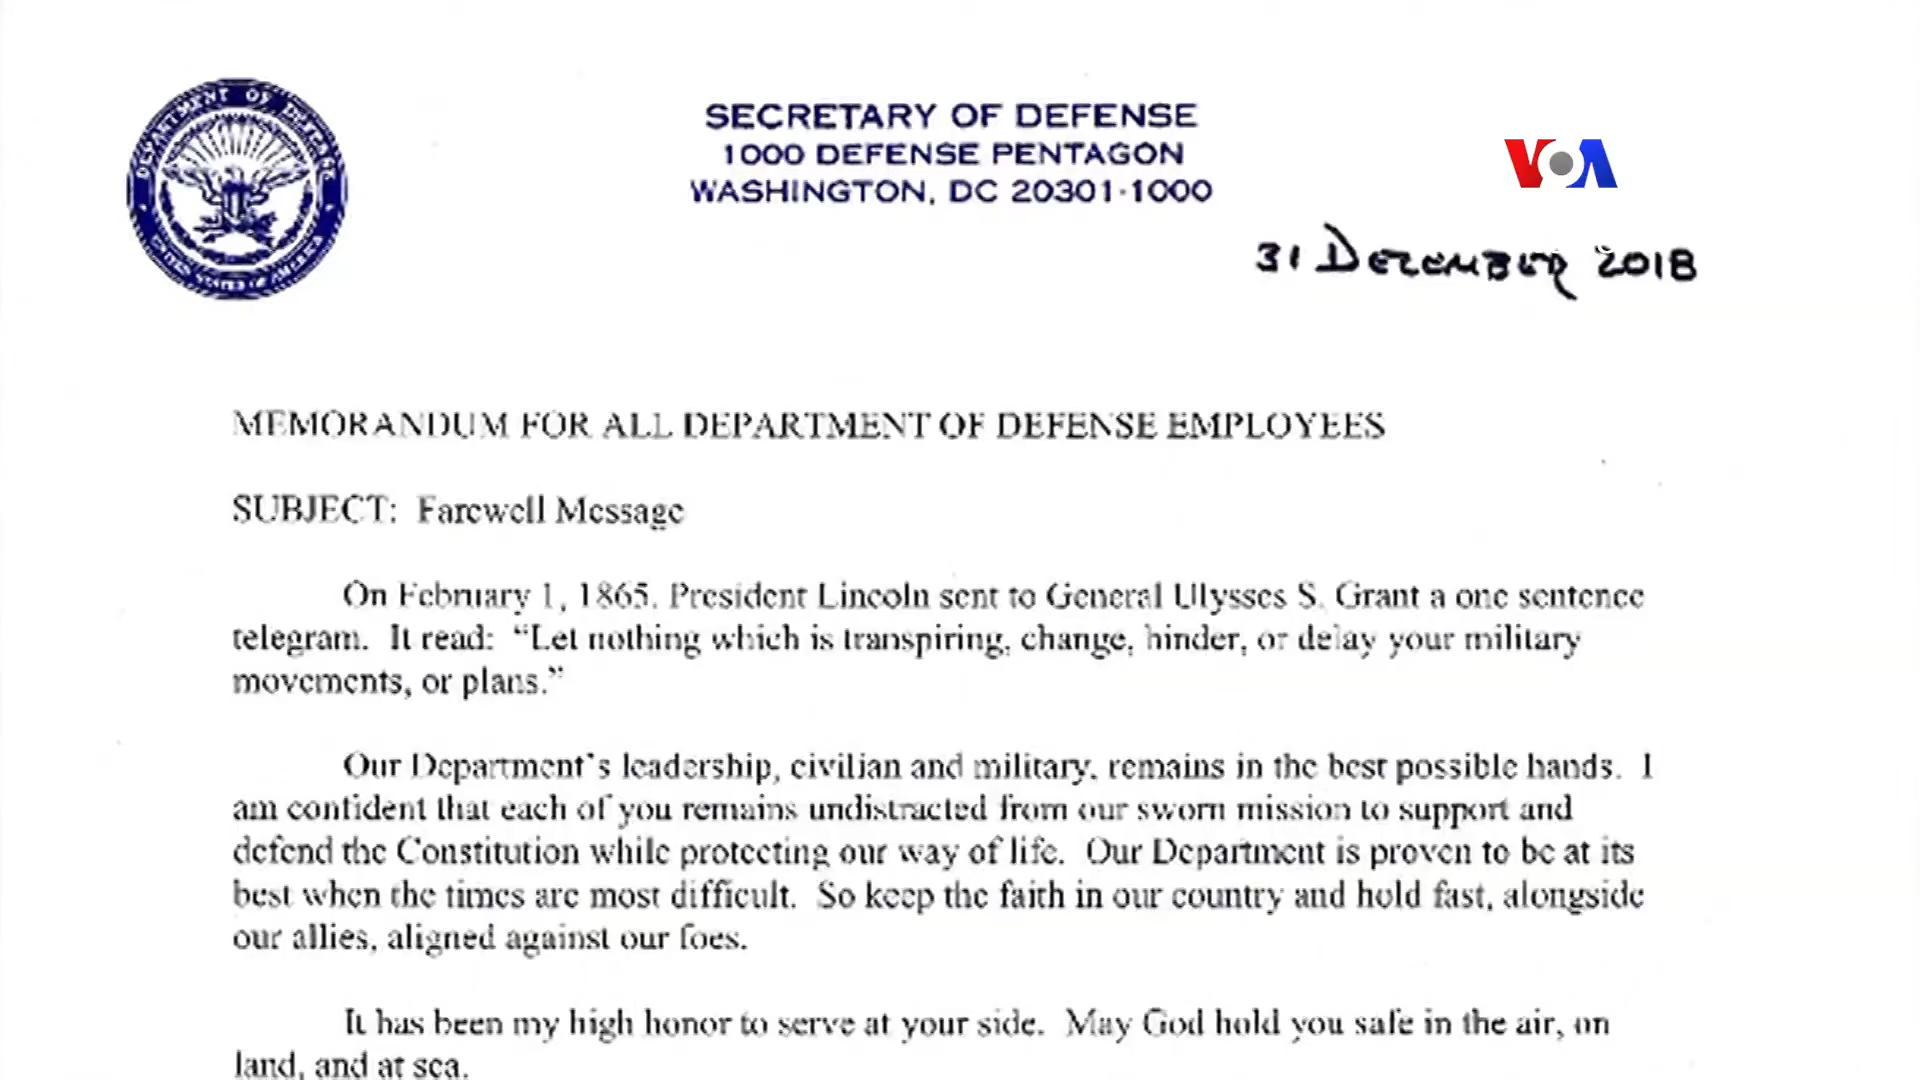 DEPARTMENT OF DEFENSE
UNITED STATES OF AMERICA
SECRETARY OF DEFENSE
1000 DEFENSE PENTAGON
WASHINGTON, DC 20301-1000
VOA
31 DECEMBER 2018
MEMORANDUM FOR ALL DEPARTMENT OF DEFENSE EMPLOYEES
SUBJECT: Farewell Message
On February 1, 1865, President Lincoln sent to General Ulysses S. Grant a one sentence
telegram. It read: “Let nothing which is transpiring, change, hinder, or delay your military
movements, or plans.”
Our Department’s leadership, civilian and military, remains in the best possible hands. I
am confident that each of you remains undistracted from our sworn mission to support and
defend the Constitution while protecting our way of life. Our Department is proven to be at its
best when the times are most difficult. So keep the faith in our country and hold fast, alongside
our allies, aligned against our foes.
It has been my high honor to serve at your side. May God hold you safe in the air, on
land, and at sea.